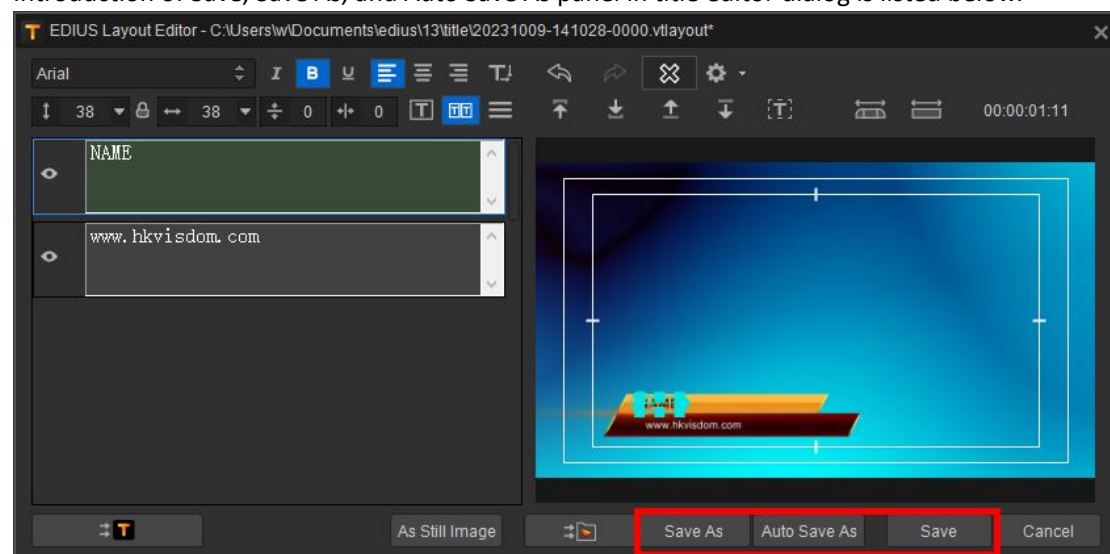 Introduction of Save, Save As, and Auto Save As panel in title editor dialog is listed below.
EDIUS Layout Editor - C:\Users\w\Documents\edius\13\title\20231009-141028-0000.vtlayout*
Arial
I B U T
38 38 0 0 T TT [T] 00:00:01:11
NAME
www.hkvisdom.com
www.hkvisdom.com
T As Still Image Save As Auto Save As Save Cancel